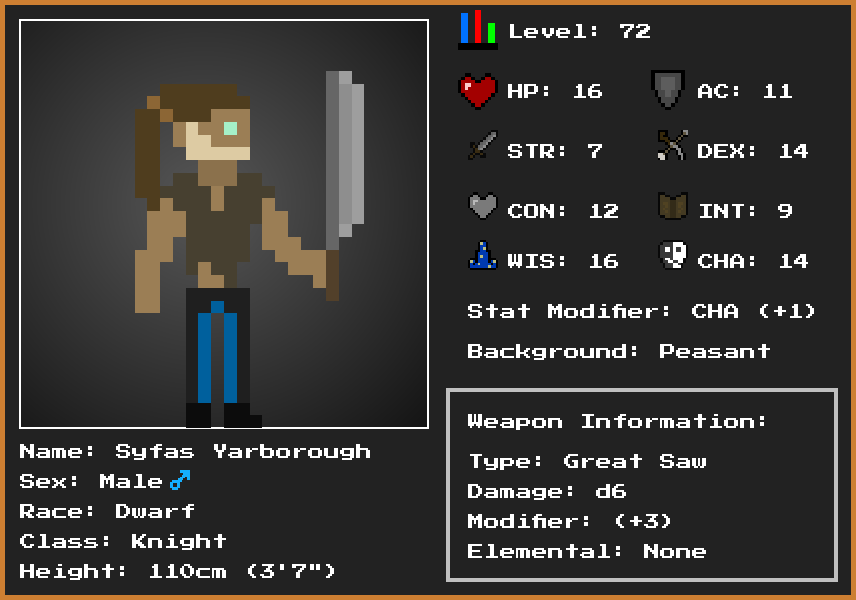 Level: 72
HP: 16
AC: 11
STR: 7
DEX: 14
CON: 12
INT: 9
WIS: 16
CHA: 14
Stat Modifier: CHA (+1)
Background: Peasant
Weapon Information:
Type: Great Saw
Damage: d6
Modifier: (+3)
Elemental: None
Name: Syfas Yarborough
Sex: Male ♂
Race: Dwarf
Class: Knight
Height: 110cm (3'7")